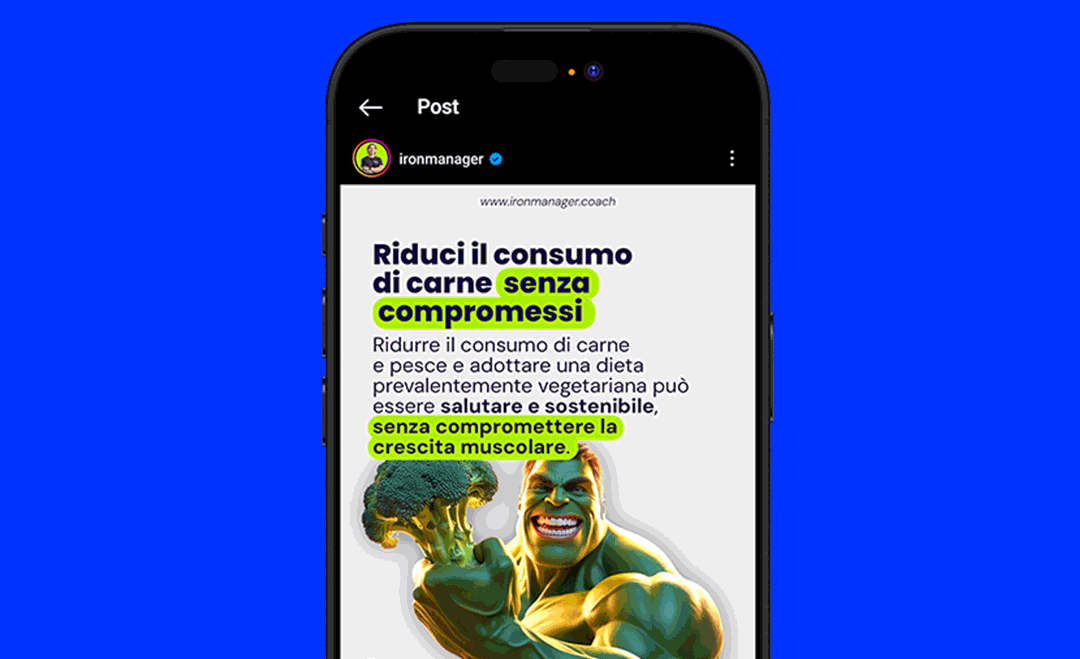 Post
ironmanager
www.ironmanager.coach
Riduci il consumo
di carne senza
compromessi
Ridurre il consumo di carne
e pesce e adottare una dieta
prevalentemente vegetariana può
essere salutare e sostenibile,
senza compromettere la
crescita muscolare.